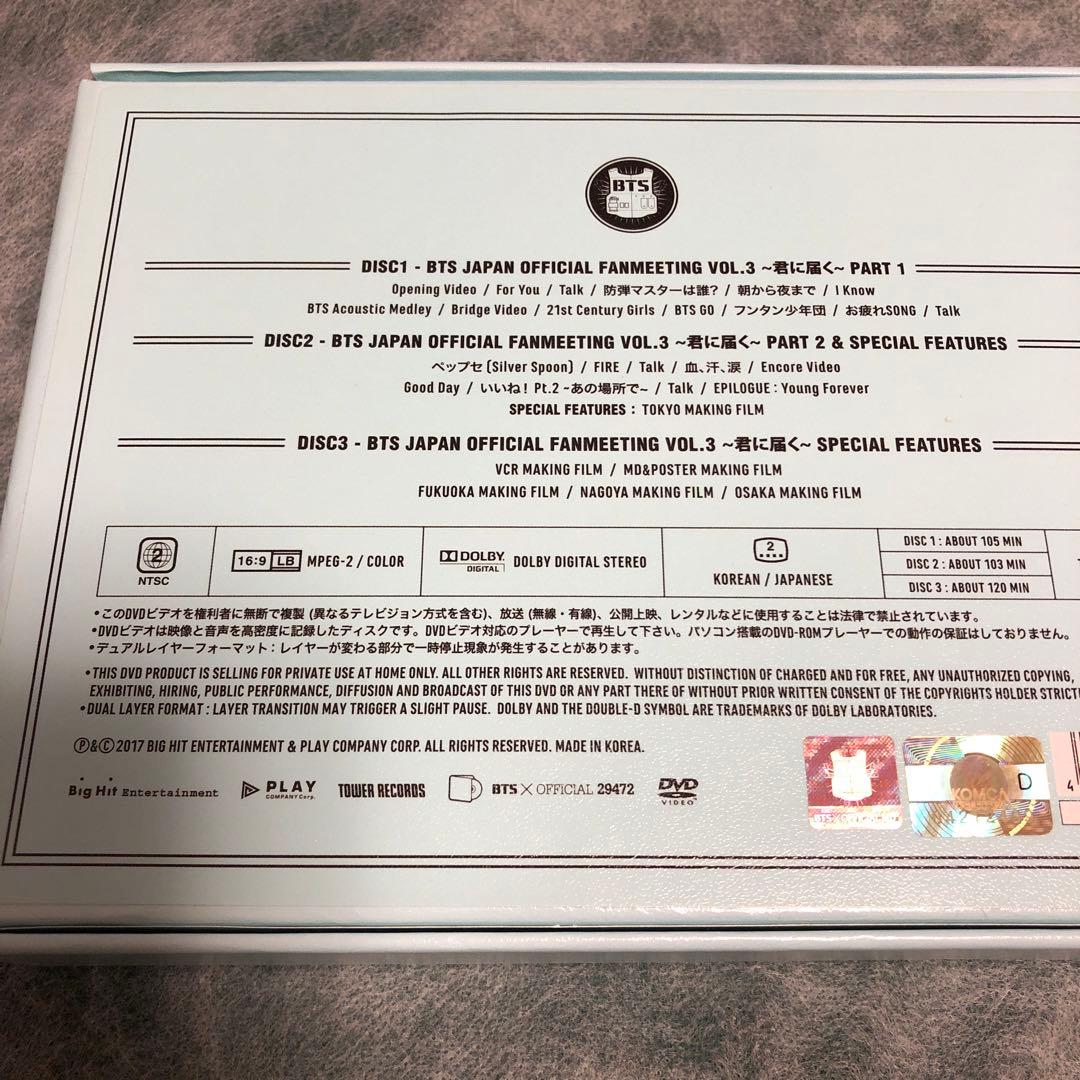 BTS
DISC1 - BTS JAPAN OFFICIAL FANMEETING VOL.3 ~君に届く~ PART 1
Opening Video / For You / Talk / 防弾マスターは誰? / 朝から夜まで / I Know
BTS Acoustic Medley / Bridge Video / 21st Century Girls / BTS GO / フンタン少年団 / お疲れSONG / Talk
DISC2 - BTS JAPAN OFFICIAL FANMEETING VOL.3 ~君に届く~ PART 2 & SPECIAL FEATURES
ペップセ (Silver Spoon) / FIRE / Talk / 血、汗、涙 / Encore Video
Good Day / いいね! Pt.2 ~あの場所で~ / Talk / EPILOGUE : Young Forever
SPECIAL FEATURES : TOKYO MAKING FILM
DISC3 - BTS JAPAN OFFICIAL FANMEETING VOL.3 ~君に届く~ SPECIAL FEATURES
VCR MAKING FILM / MD&POSTER MAKING FILM
FUKUOKA MAKING FILM / NAGOYA MAKING FILM / OSAKA MAKING FILM
2 NTSC
16:9 LB MPEG-2 / COLOR
DOLBY DIGITAL DOLBY DIGITAL STEREO
2 KOREAN / JAPANESE
DISC 1 : ABOUT 105 MIN
DISC 2 : ABOUT 103 MIN
DISC 3 : ABOUT 120 MIN
•このDVDビデオを権利者に無断で複製 (異なるテレビジョン方式を含む)、放送 (無線・有線)、公開上映、レンタルなどに使用することは法律で禁止されています。
•DVDビデオは映像と音声を高密度に記録したディスクです。DVDビデオ対応のプレーヤーで再生して下さい。パソコン搭載のDVD-ROMプレーヤーでの動作の保証はしておりません。
•デュアルレイヤーフォーマット : レイヤーが変わる部分で一時停止現象が発生することがあります。
•THIS DVD PRODUCT IS SELLING FOR PRIVATE USE AT HOME ONLY. ALL OTHER RIGHTS ARE RESERVED. WITHOUT DISTINCTION OF CHARGED AND FOR FREE, ANY UNAUTHORIZED COPYING,
EXHIBITING, HIRING, PUBLIC PERFORMANCE, DIFFUSION AND BROADCAST OF THIS DVD OR ANY PART THERE OF WITHOUT PRIOR WRITTEN CONSENT OF THE COPYRIGHTS HOLDER
•DUAL LAYER FORMAT : LAYER TRANSITION MAY TRIGGER A SLIGHT PAUSE. DOLBY AND THE DOUBLE-D SYMBOL ARE TRADEMARKS OF DOLBY LABORATORIES.
Ⓟ&Ⓒ2017 BIG HIT ENTERTAINMENT & PLAY COMPANY CORP. ALL RIGHTS RESERVED. MADE IN KOREA.
Big Hit Entertainment PLAY COMPANY Corp. TOWER RECORDS BTS × OFFICIAL 29472 DVD VIDEO
KOMCA D
4